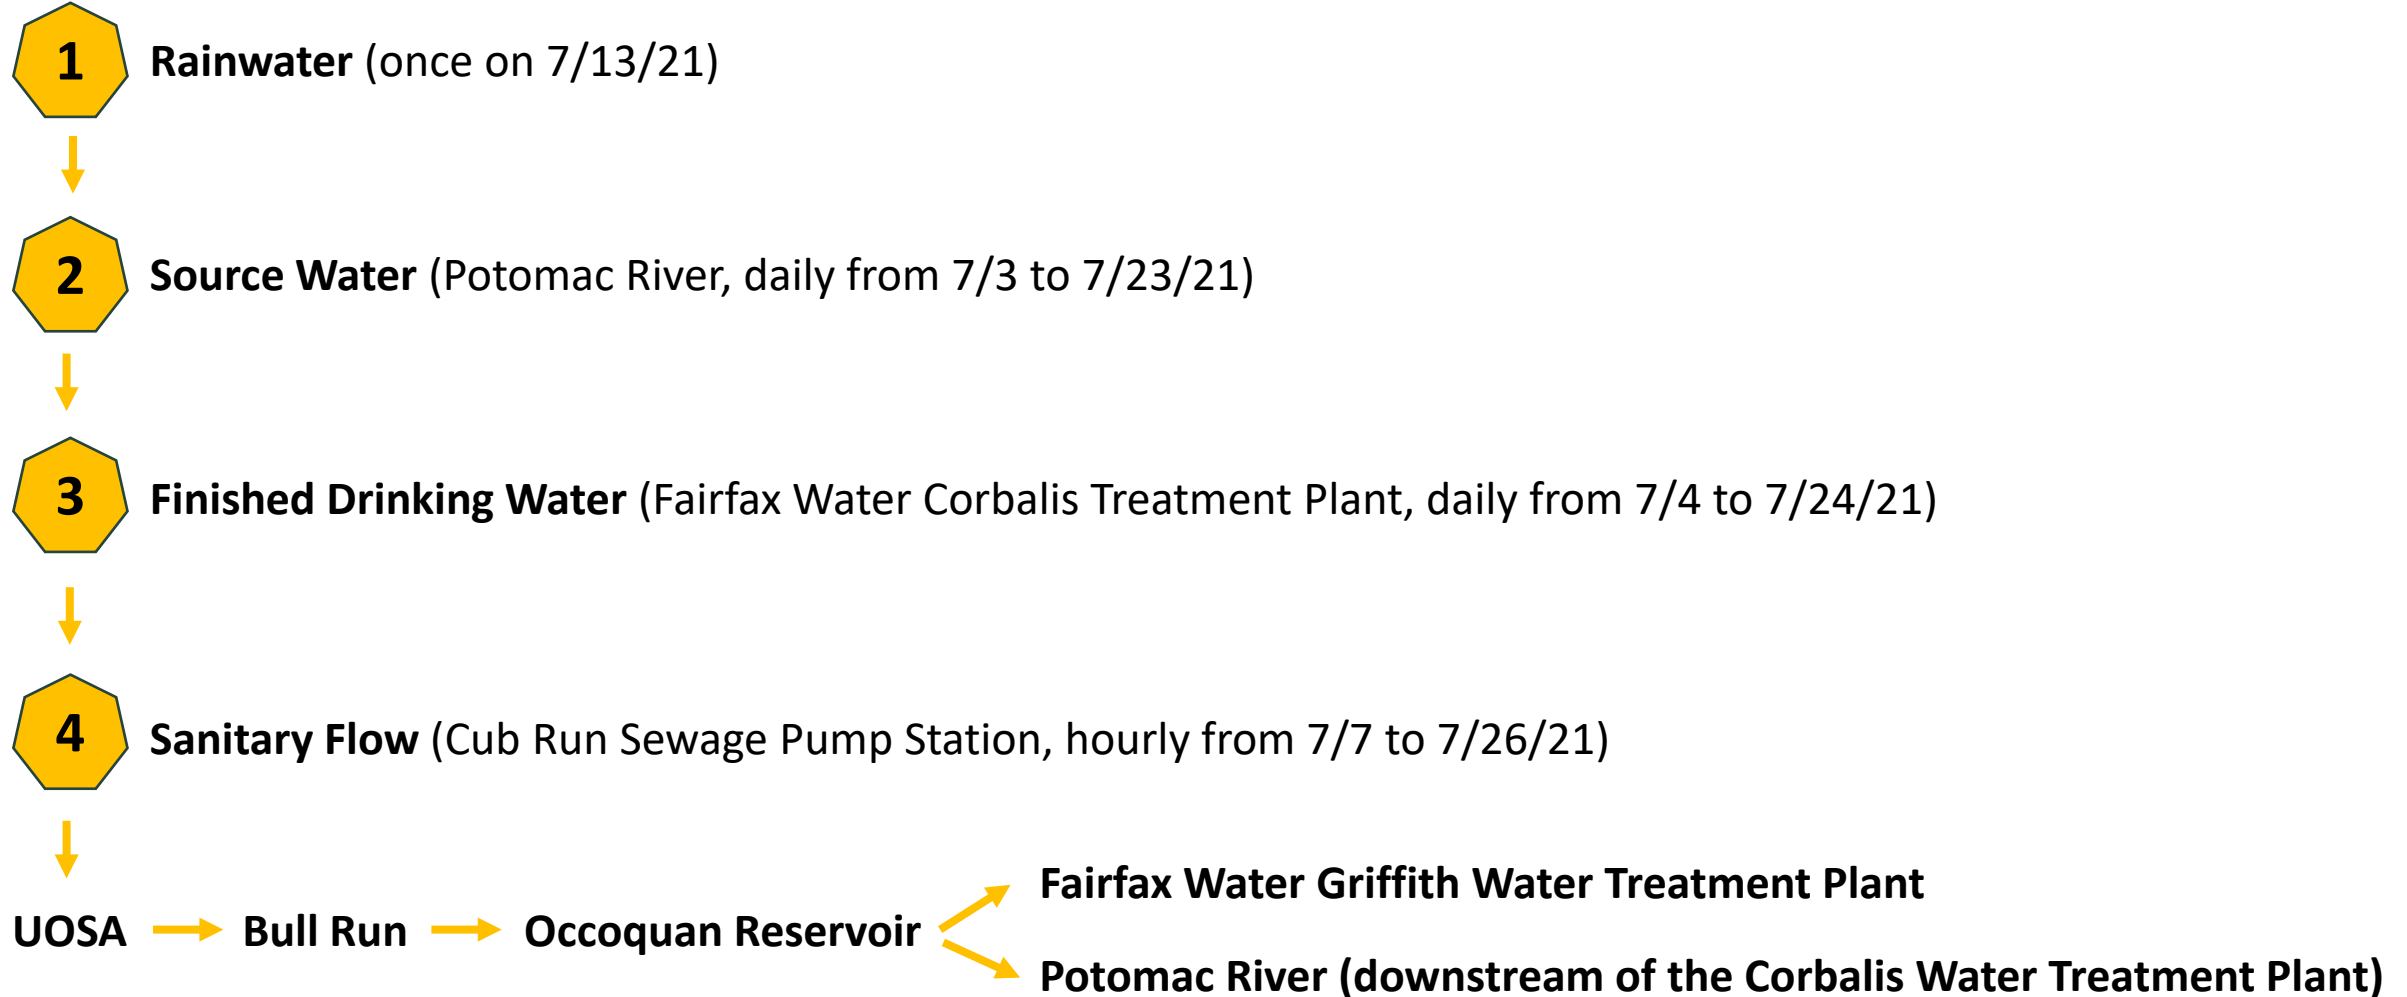 1 Rainwater (once on 7/13/21)
2 Source Water (Potomac River, daily from 7/3 to 7/23/21)
3 Finished Drinking Water (Fairfax Water Corbalis Treatment Plant, daily from 7/4 to 7/24/21)
4 Sanitary Flow (Cub Run Sewage Pump Station, hourly from 7/7 to 7/26/21)
UOSA Bull Run Occoquan Reservoir
Fairfax Water Griffith Water Treatment Plant
Potomac River (downstream of the Corbalis Water Treatment Plant)